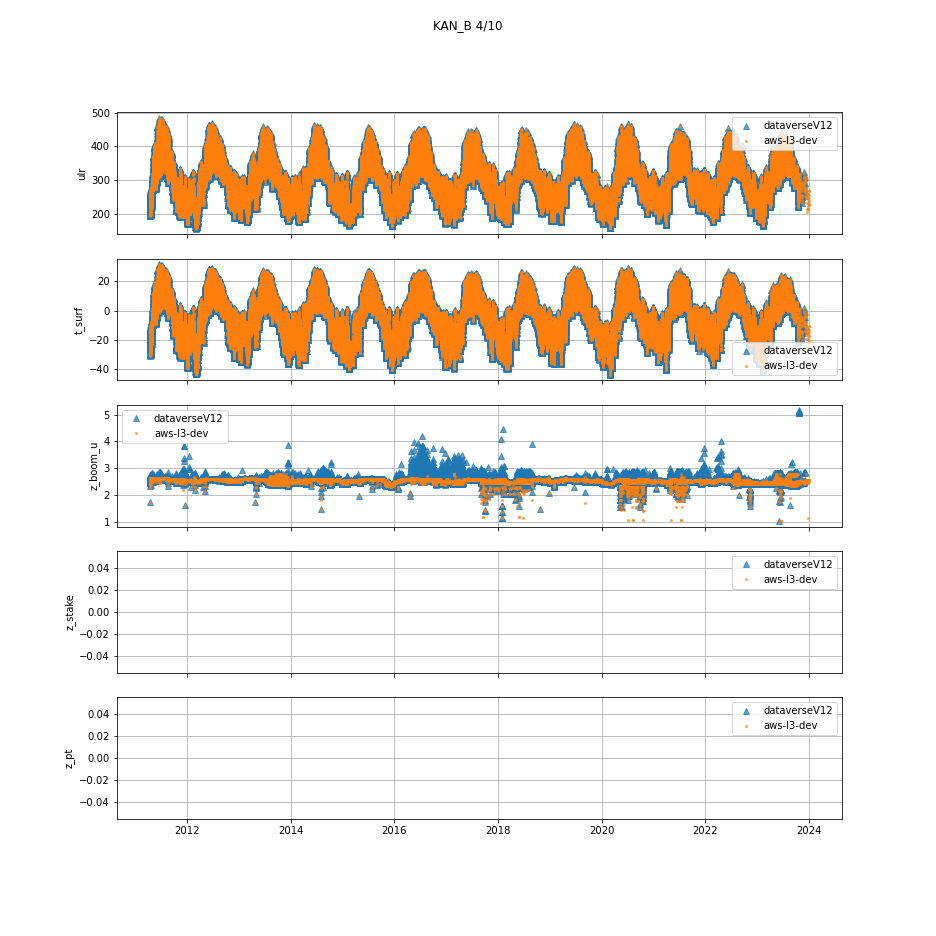 KAN_B 4/10
500
400
300
200
ulr
dataverseV12
aws-l3-dev
20
0
−20
−40
t_surf
dataverseV12
aws-l3-dev
5
4
3
2
1
z_boom_u
dataverseV12
aws-l3-dev
0.04
0.02
0.00
−0.02
−0.04
z_stake
dataverseV12
aws-l3-dev
0.04
0.02
0.00
−0.02
−0.04
z_pt
dataverseV12
aws-l3-dev
2012 2014 2016 2018 2020 2022 2024